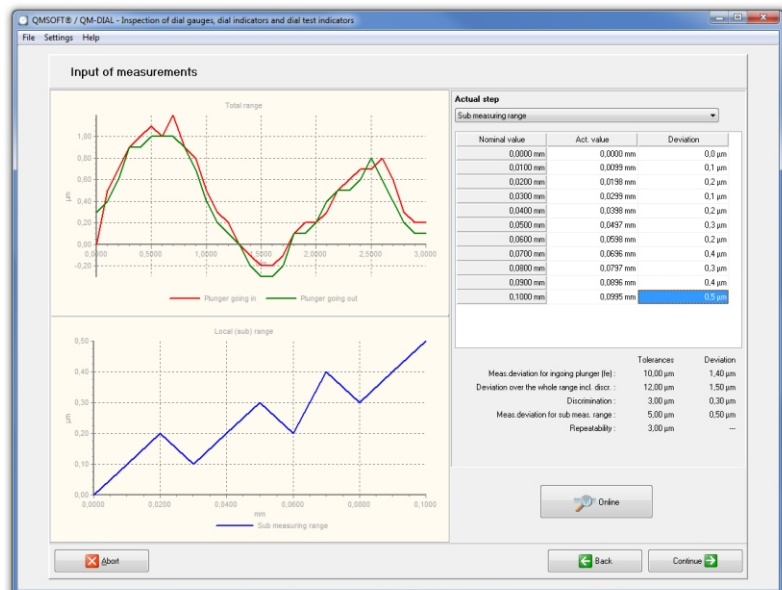 QMSOFT® / QM-DIAL - Inspection of dial gauges, dial indicators and dial test indicators
File Settings Help
Input of measurements
Total range
1,00
0,80
0,60
0,40
0,20
0,00
-0,20
µm
0,0000 0,5000 1,0000 1,5000 2,0000 2,5000 3,0000
Plunger going in Plunger going out
Local (sub) range
0,50
0,40
0,30
0,20
0,10
0,00
µm
0,0000 0,0200 0,0400 0,0600 0,0800 0,1000
mm
Sub measuring range
Actual step
Sub measuring range
Nominal value Act. value Deviation
0,0000 mm 0,0000 mm 0,0 µm
0,0100 mm 0,0099 mm 0,1 µm
0,0200 mm 0,0198 mm 0,2 µm
0,0300 mm 0,0299 mm 0,1 µm
0,0400 mm 0,0398 mm 0,2 µm
0,0500 mm 0,0497 mm 0,3 µm
0,0600 mm 0,0598 mm 0,2 µm
0,0700 mm 0,0696 mm 0,4 µm
0,0800 mm 0,0797 mm 0,3 µm
0,0900 mm 0,0896 mm 0,4 µm
0,1000 mm 0,0995 mm 0,5 µm
Tolerances Deviation
Meas.deviation for ingoing plunger (fe) : 10,00 µm 1,40 µm
Deviation over the whole range incl. discr. : 12,00 µm 1,50 µm
Discrimination : 3,00 µm 0,30 µm
Meas.deviation for sub meas. range : 5,00 µm 0,50 µm
Repeatability : 3,00 µm ---
Online
Abort Back Continue